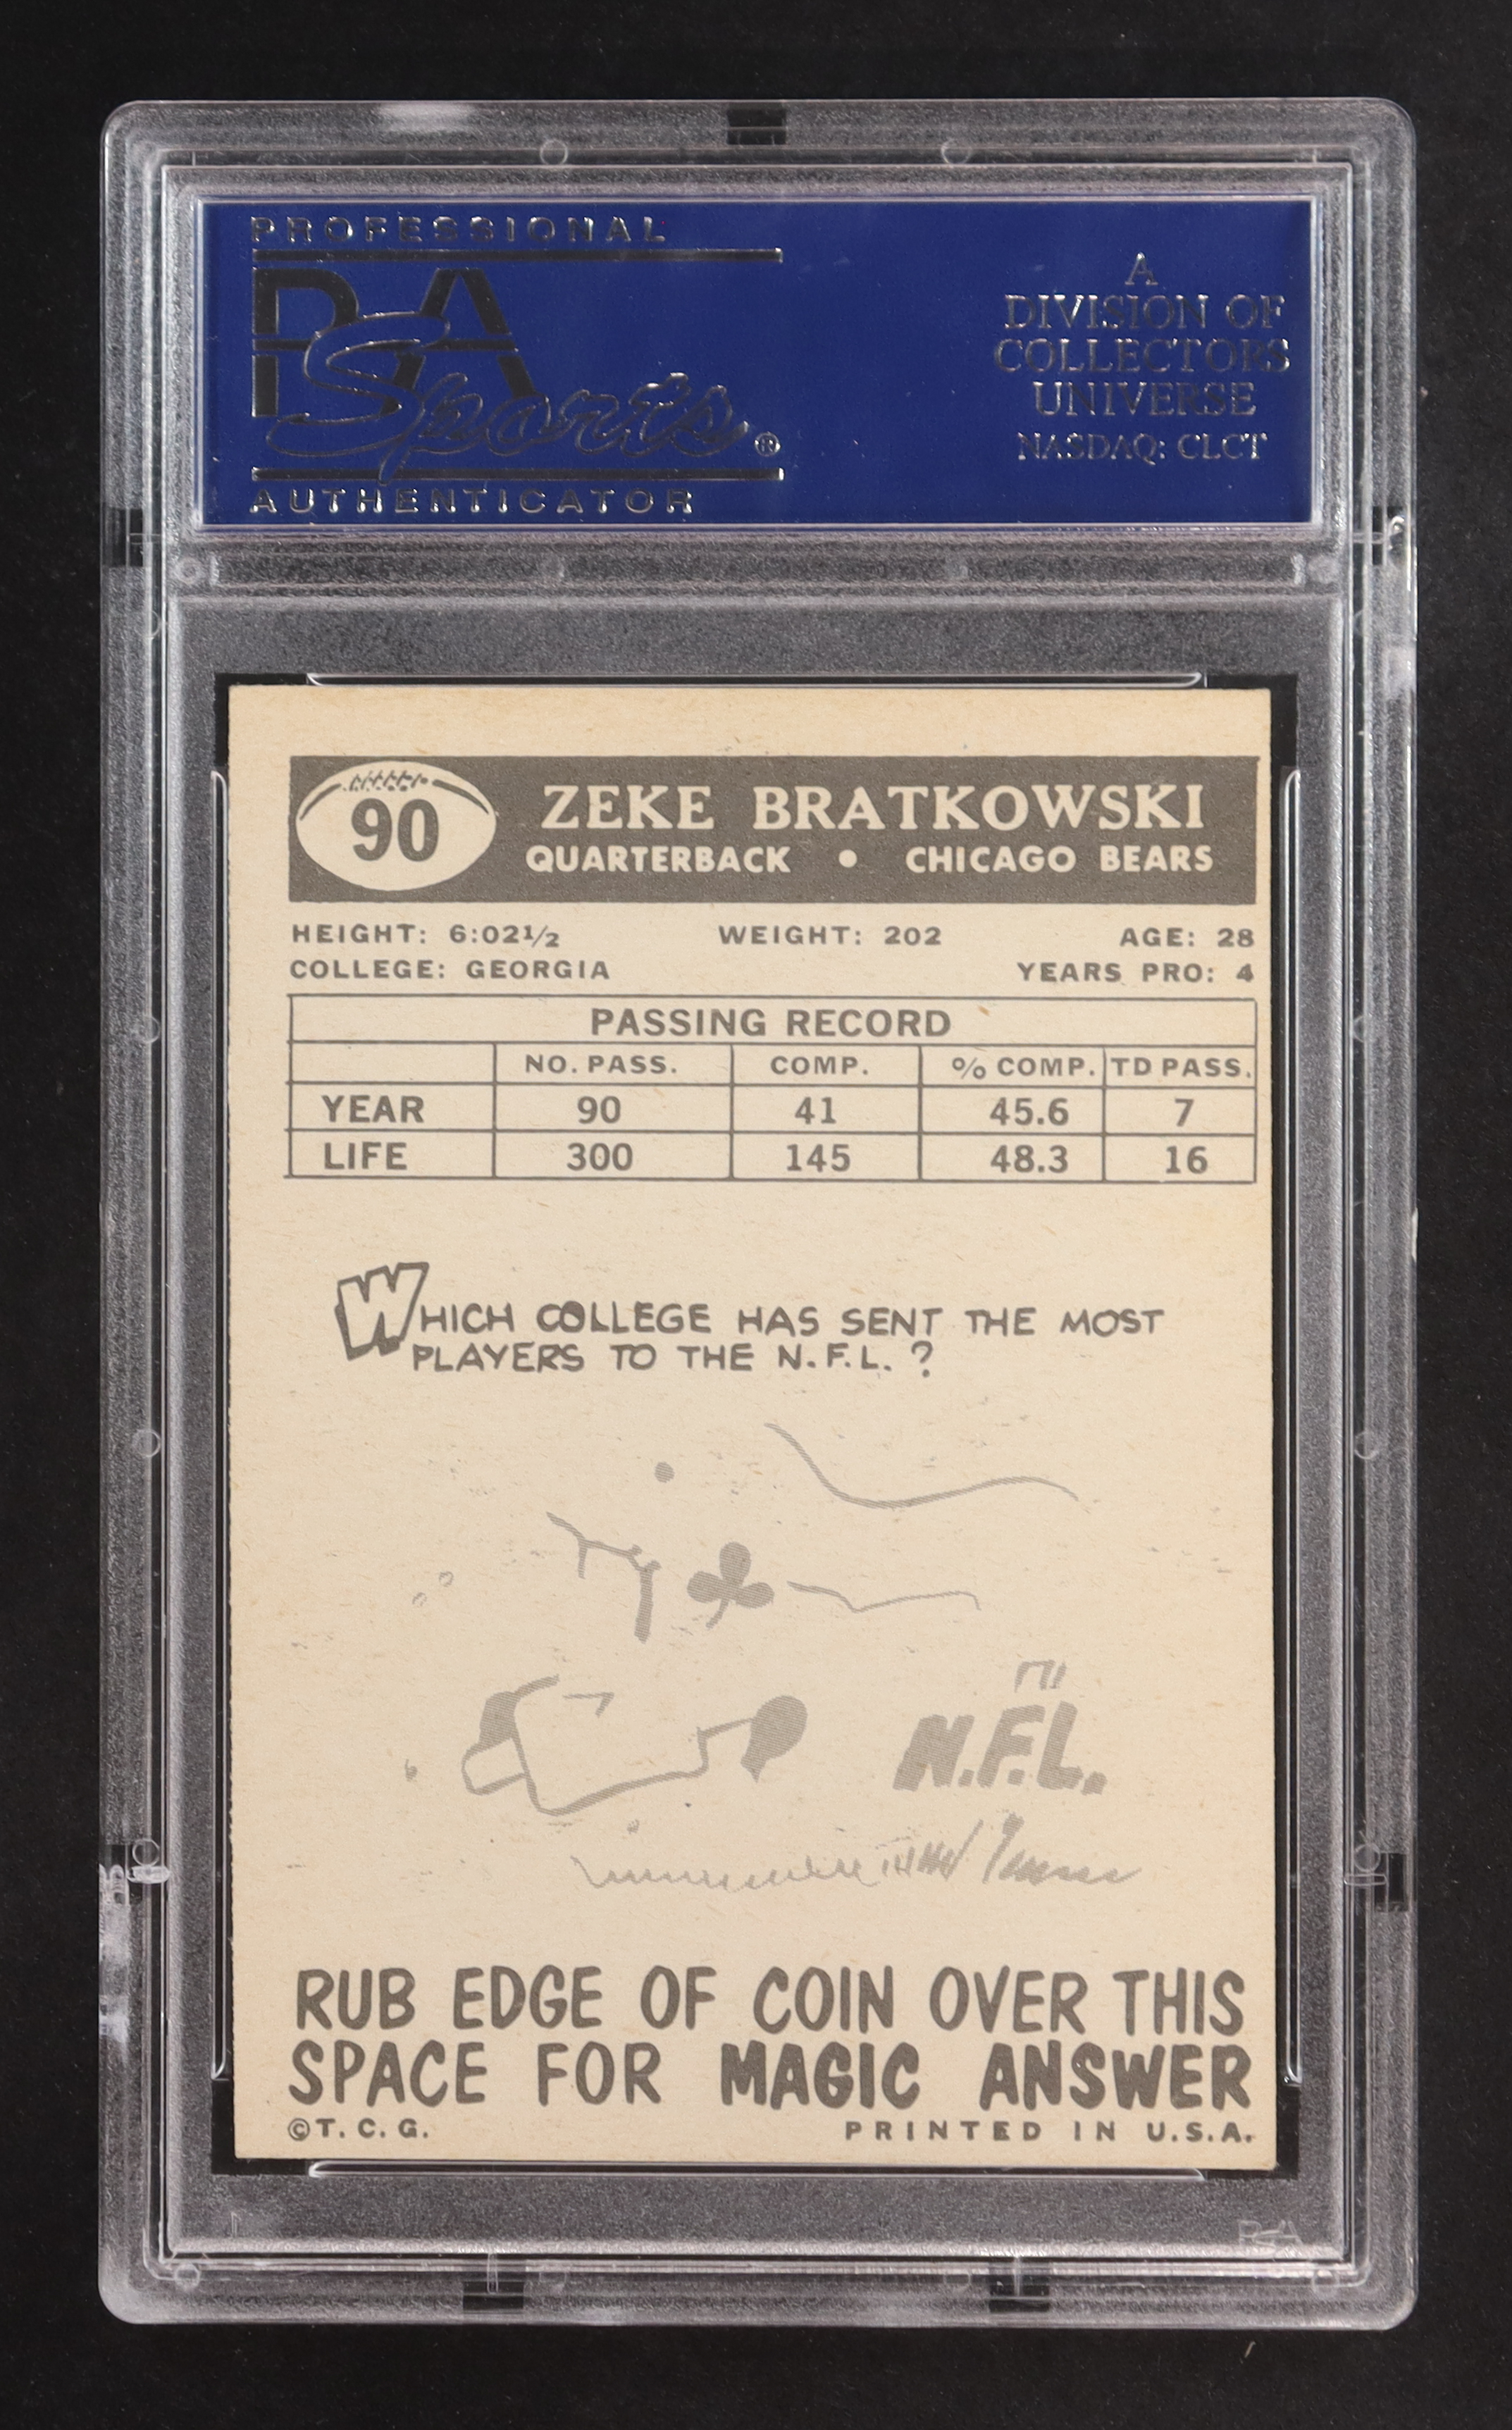 PROFESSIONAL
PSA
Sports®
AUTHENTICATOR
A
DIVISION OF
COLLECTORS
UNIVERSE
NASDAQ: CLCT
90
ZEKE BRATKOWSKI
QUARTERBACK • CHICAGO BEARS
HEIGHT: 6:02½ WEIGHT: 202 AGE: 28
COLLEGE: GEORGIA YEARS PRO: 4
PASSING RECORD
NO. PASS. COMP. % COMP. TD PASS.
YEAR 90 41 45.6 7
LIFE 300 145 48.3 16
WHICH COLLEGE HAS SENT THE MOST
PLAYERS TO THE N.F.L.?
N.F.L.
RUB EDGE OF COIN OVER THIS
SPACE FOR MAGIC ANSWER
©T. C. G. PRINTED IN U.S.A.
PSA